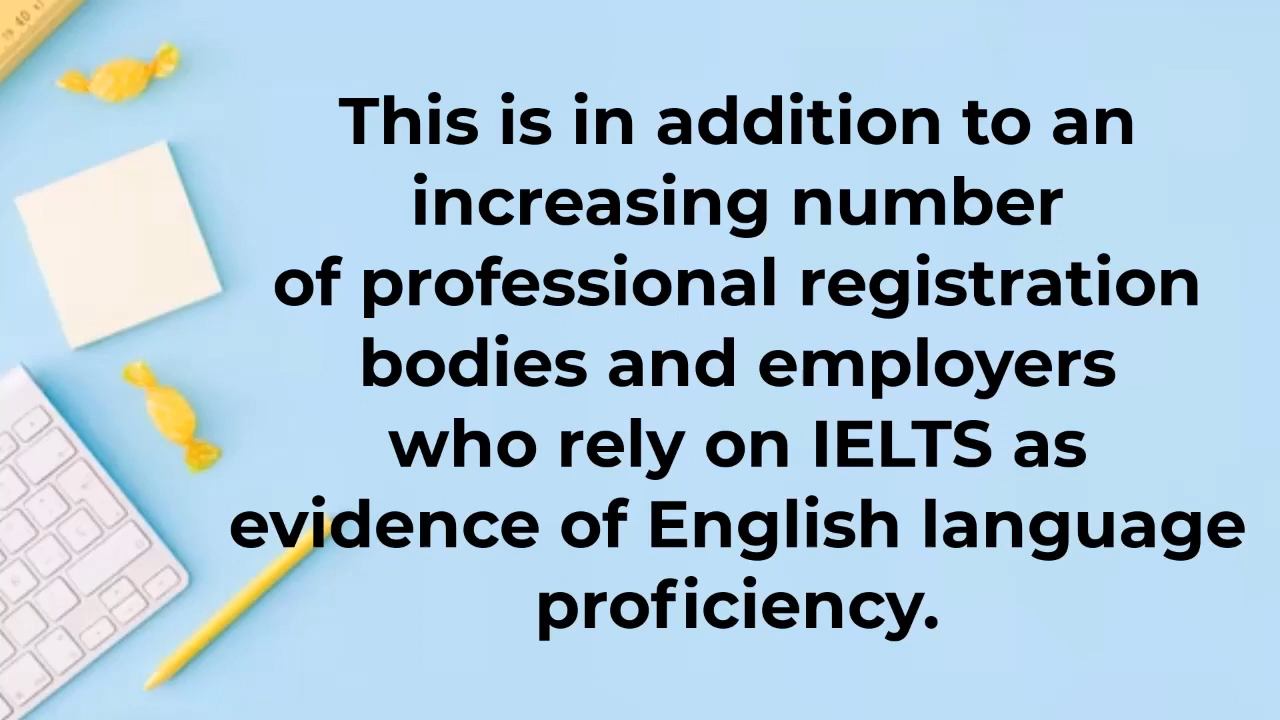 This is in addition to an
increasing number
of professional registration
bodies and employers
who rely on IELTS as
evidence of English language
proficiency.